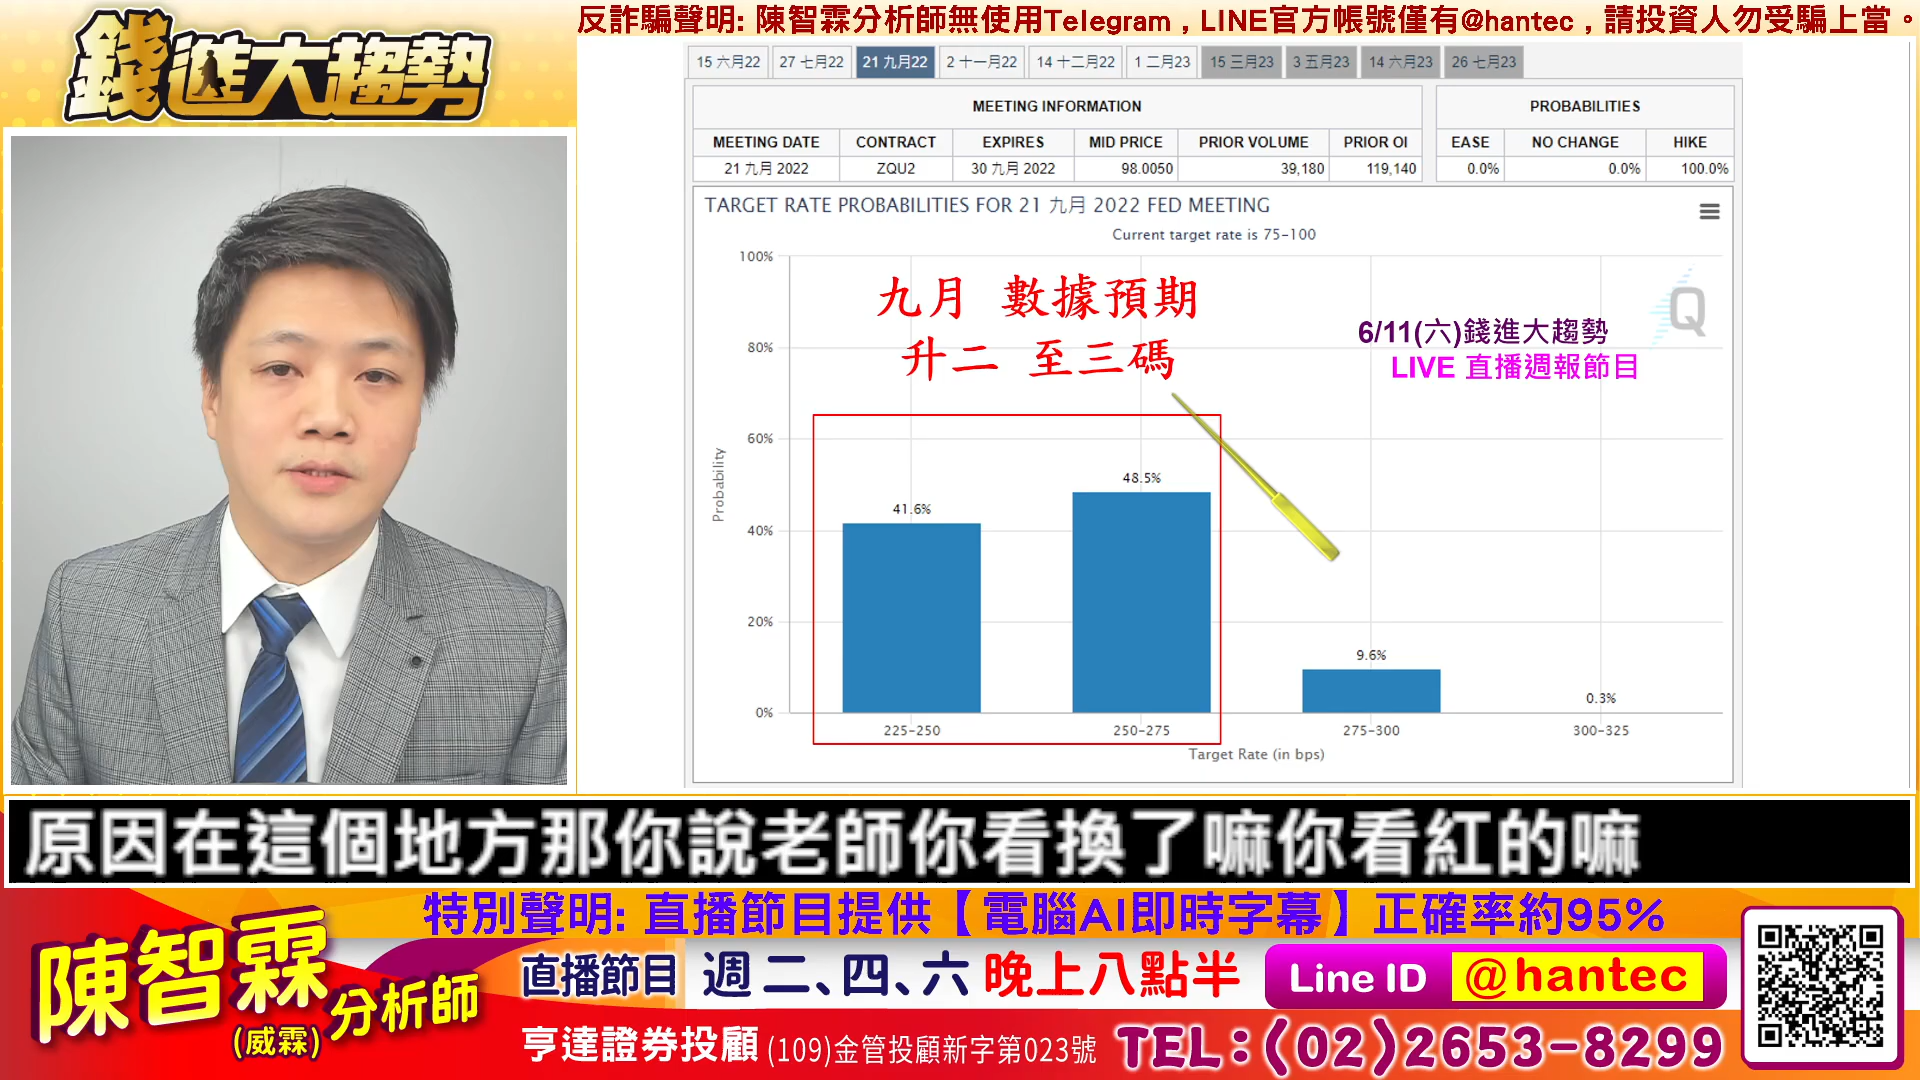 錢進大趨勢
反詐騙聲明: 陳智霖分析師無使用Telegram , LINE官方帳號僅有@hantec , 請投資人勿受騙上當。
15 六月22 27 七月22 21 九月22 2 十一月22 14 十二月22 1 二月23 15 三月23 3 五月23 14 六月23 26 七月23
MEETING INFORMATION PROBABILITIES
MEETING DATE CONTRACT EXPIRES MID PRICE PRIOR VOLUME PRIOR OI EASE NO CHANGE HIKE
21 九月 2022 ZQU2 30 九月 2022 98.0050 39,180 119,140 0.0% 0.0% 100.0%
TARGET RATE PROBABILITIES FOR 21 九月 2022 FED MEETING
Current target rate is 75-100
100%
九月 數據預期
升二 至三碼
6/11(六)錢進大趨勢
LIVE 直播週報節目
Q
80%
60%
Probability
40%
20%
0%
41.6%
48.5%
9.6%
0.3%
225-250 250-275 275-300 300-325
Target Rate (in bps)
原因在這個地方那你說老師你看換了嘛你看紅的嘛
特別聲明: 直播節目提供【電腦AI即時字幕】正確率約95%
陳智霖
(威霖)
分析師
直播節目 週二、四、六 晚上八點半 Line ID @hantec
亨達證券投顧 (109)金管投顧新字第023號 TEL:(02)2653-8299